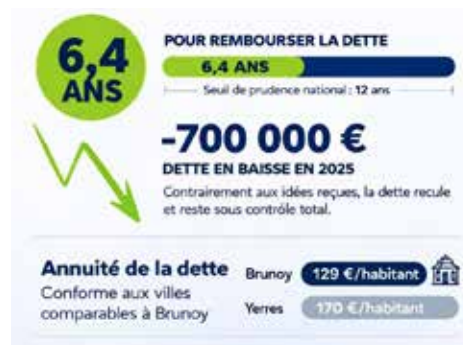 6,4
ANS
POUR REMBOURSER LA DETTE
6,4 ANS
Seuil de prudence national : 12 ans
-700 000 €
DETTE EN BAISSE EN 2025
Contrairement aux idées reçues, la dette recule
et reste sous contrôle total.
Annuité de la dette
Conforme aux villes
comparables à Brunoy
Brunoy 129 €/habitant
Yerres 170 €/habitant